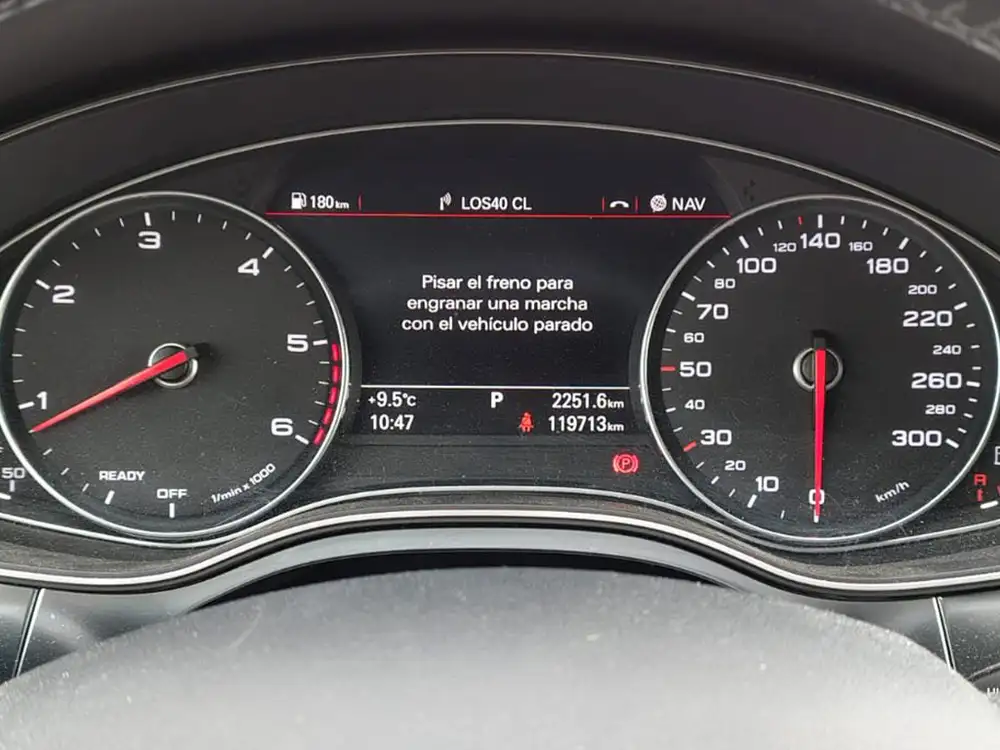 180km
LOS40 CL
NAV
Pisar el freno para
engranar una marcha
con el vehículo parado
+9.5°C
P
2251.6km
10:47
119713km
P
1
2
3
4
5
6
READY
OFF
1/min x 1000
50
0
10
20
30
40
50
60
70
80
100
120
140
160
180
200
220
240
260
280
300
km/h